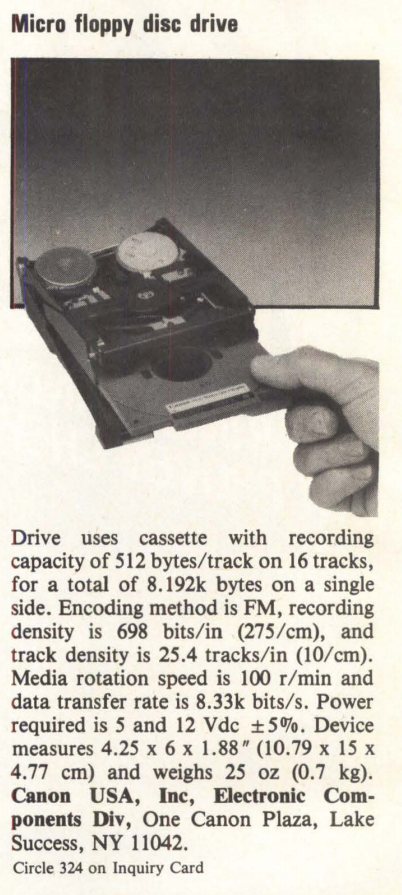 Micro floppy disc drive
Drive uses cassette with recording
capacity of 512 bytes/track on 16 tracks,
for a total of 8.192k bytes on a single
side. Encoding method is FM, recording
density is 698 bits/in (275/cm), and
track density is 25.4 tracks/in (10/cm).
Media rotation speed is 100 r/min and
data transfer rate is 8.33k bits/s. Power
required is 5 and 12 Vdc ±5%. Device
measures 4.25 x 6 x 1.88" (10.79 x 15 x
4.77 cm) and weighs 25 oz (0.7 kg).
Canon USA, Inc, Electronic Com-
ponents Div, One Canon Plaza, Lake
Success, NY 11042.
Circle 324 on Inquiry Card